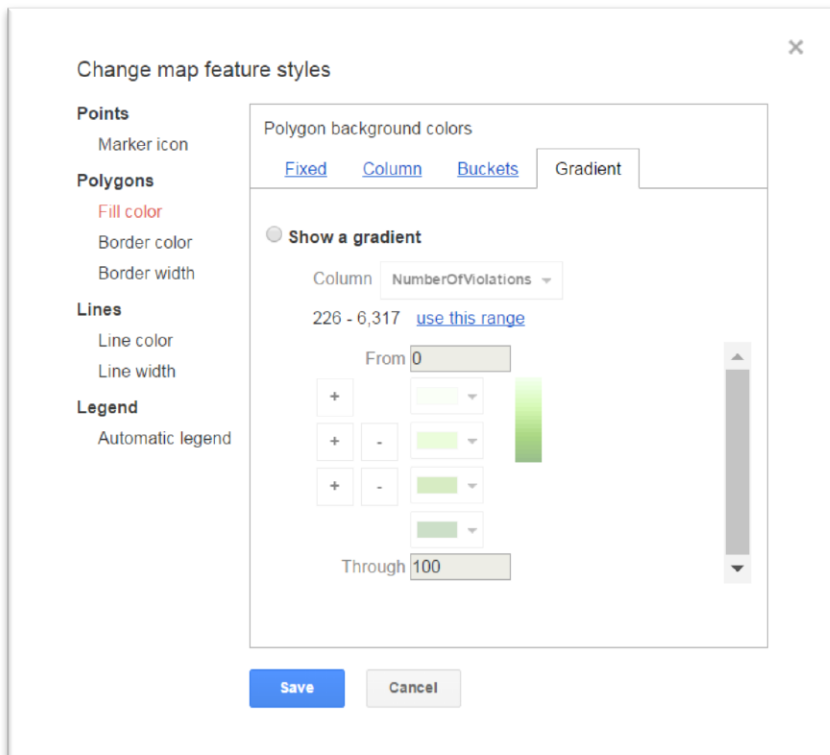 Change map feature styles
Points
Marker icon
Polygons
Fill color
Border color
Border width
Lines
Line color
Line width
Legend
Automatic legend
Polygon background colors
Fixed Column Buckets Gradient
Show a gradient
Column NumberOfViolations
226 - 6,317 use this range
From 0
+
+ -
+ -
Through 100
Save Cancel